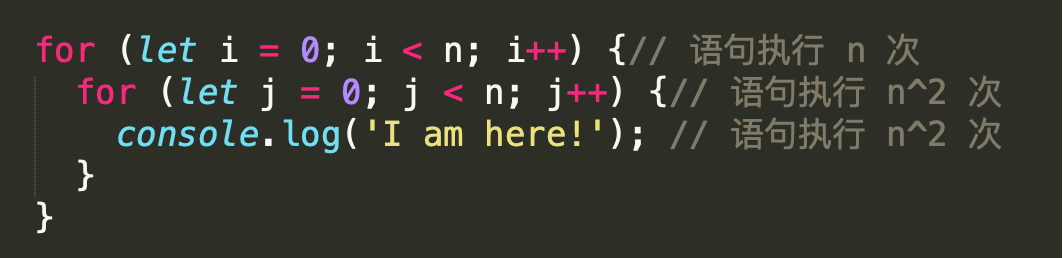 for (let i = 0; i < n; i++) {// 语句执行 n 次
  for (let j = 0; j < n; j++) {// 语句执行 n^2 次
    console.log('I am here!'); // 语句执行 n^2 次
  }
}